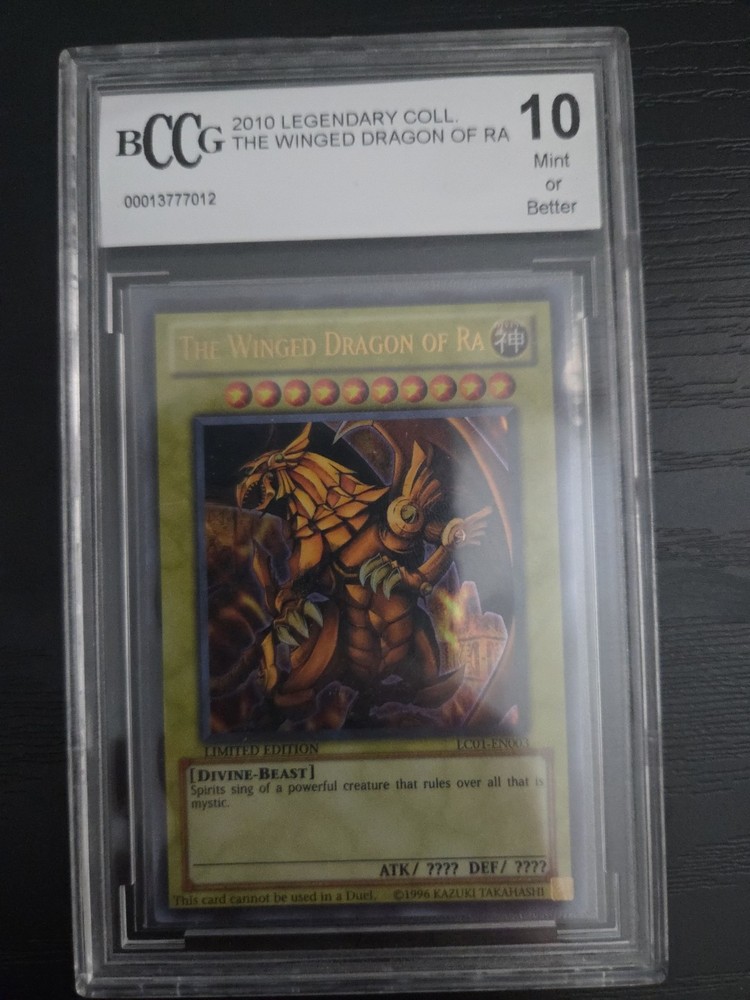 BCCG
2010 LEGENDARY COLL.
THE WINGED DRAGON OF RA
00013777012
10
Mint
or
Better
THE WINGED DRAGON OF RA
神
LIMITED EDITION
LC01-EN003
[DIVINE-BEAST]
Spirits sing of a powerful creature that rules over all that is
mystic.
ATK/ ???? DEF/ ????
This card cannot be used in a Duel.
©1996 KAZUKI TAKAHASHI